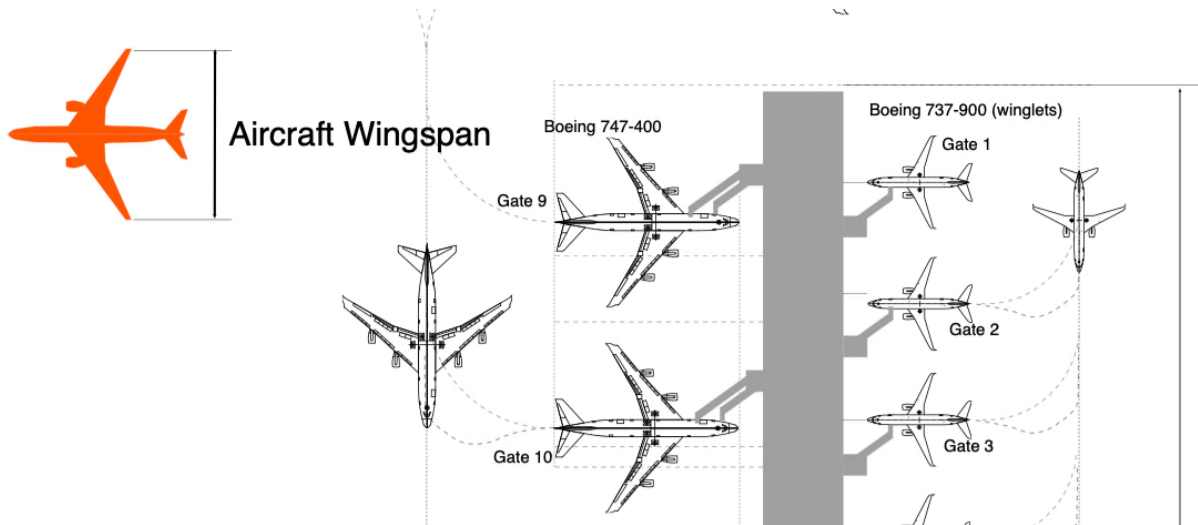 Aircraft Wingspan
Boeing 747-400
Boeing 737-900 (winglets)
Gate 1
Gate 9
Gate 2
Gate 3
Gate 10